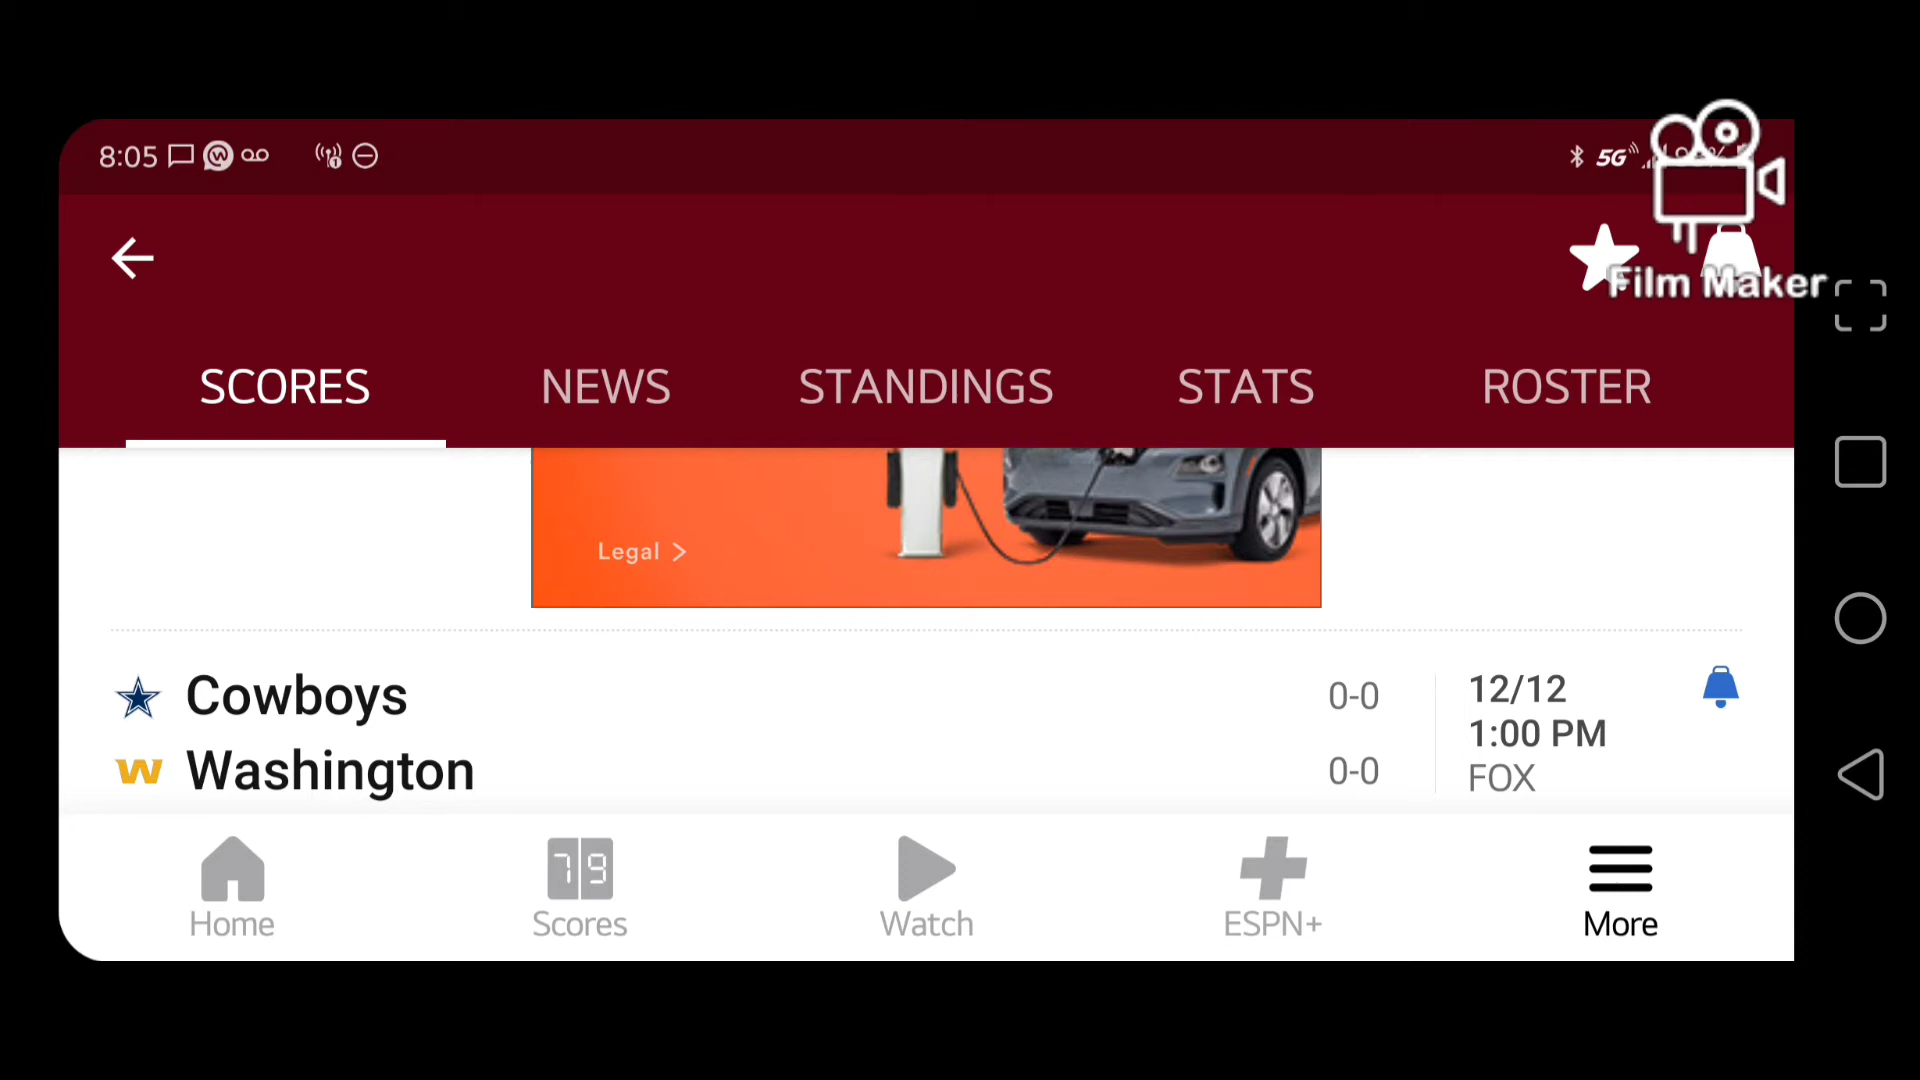 8:05
5G
Film Maker
SCORES NEWS STANDINGS STATS ROSTER
Legal >
Cowboys 0-0 12/12
1:00 PM
W Washington 0-0 FOX
79
Home Scores Watch ESPN+ More